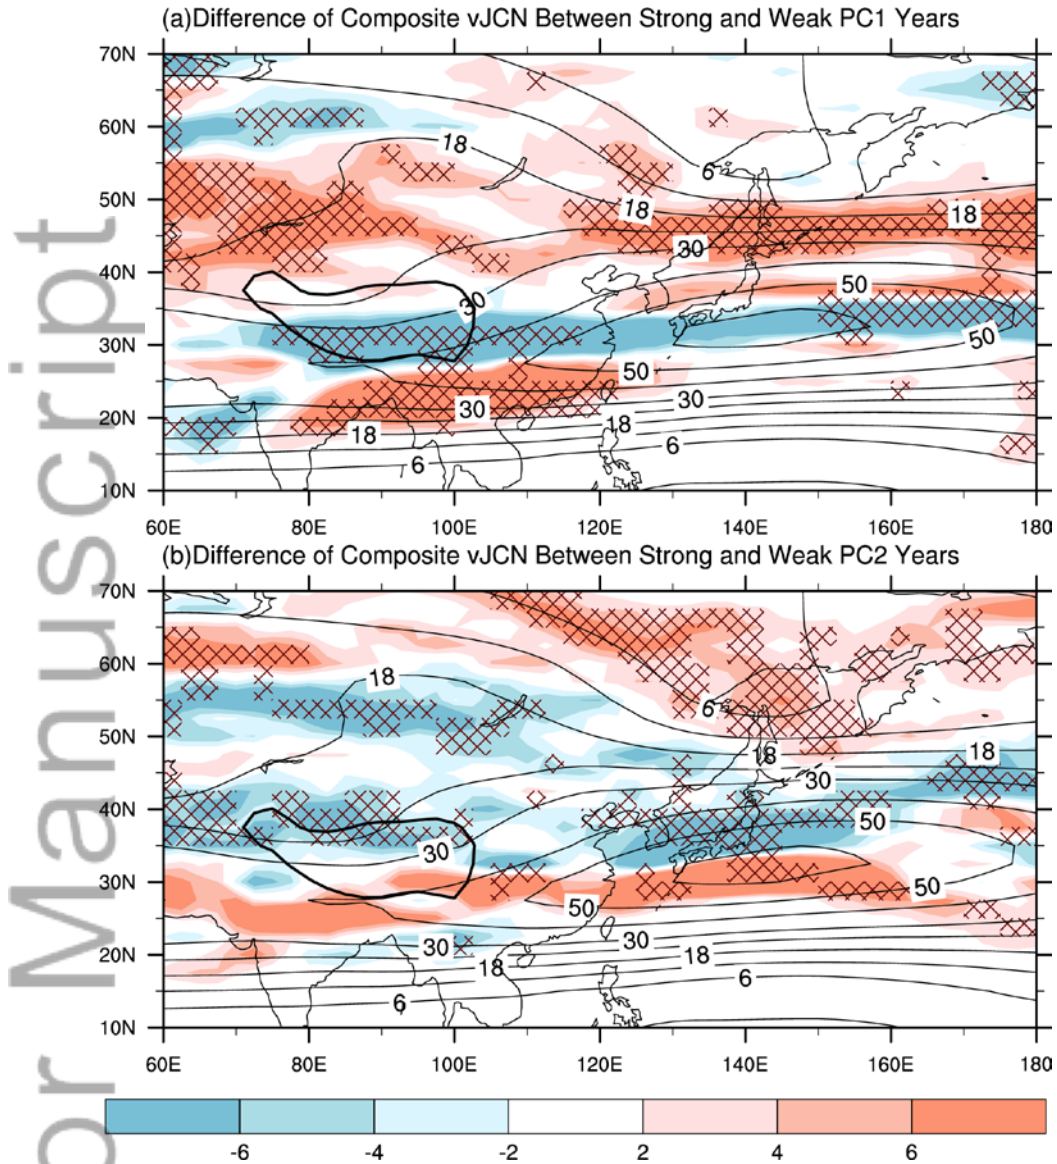 (a)Difference of Composite vJCN Between Strong and Weak PC1 Years
70N
60N
50N
40N
30N
20N
10N
18
6
18
18
30
30
50
50
50
30
30
18
18
6
6
60E
80E
100E
120E
140E
160E
180
(b)Difference of Composite vJCN Between Strong and Weak PC2 Years
70N
60N
50N
40N
30N
20N
10N
18
6
18
18
30
50
30
50
50
30
30
18
18
6
6
60E
80E
100E
120E
140E
160E
180
-6
-4
-2
2
4
6
or Manuscript